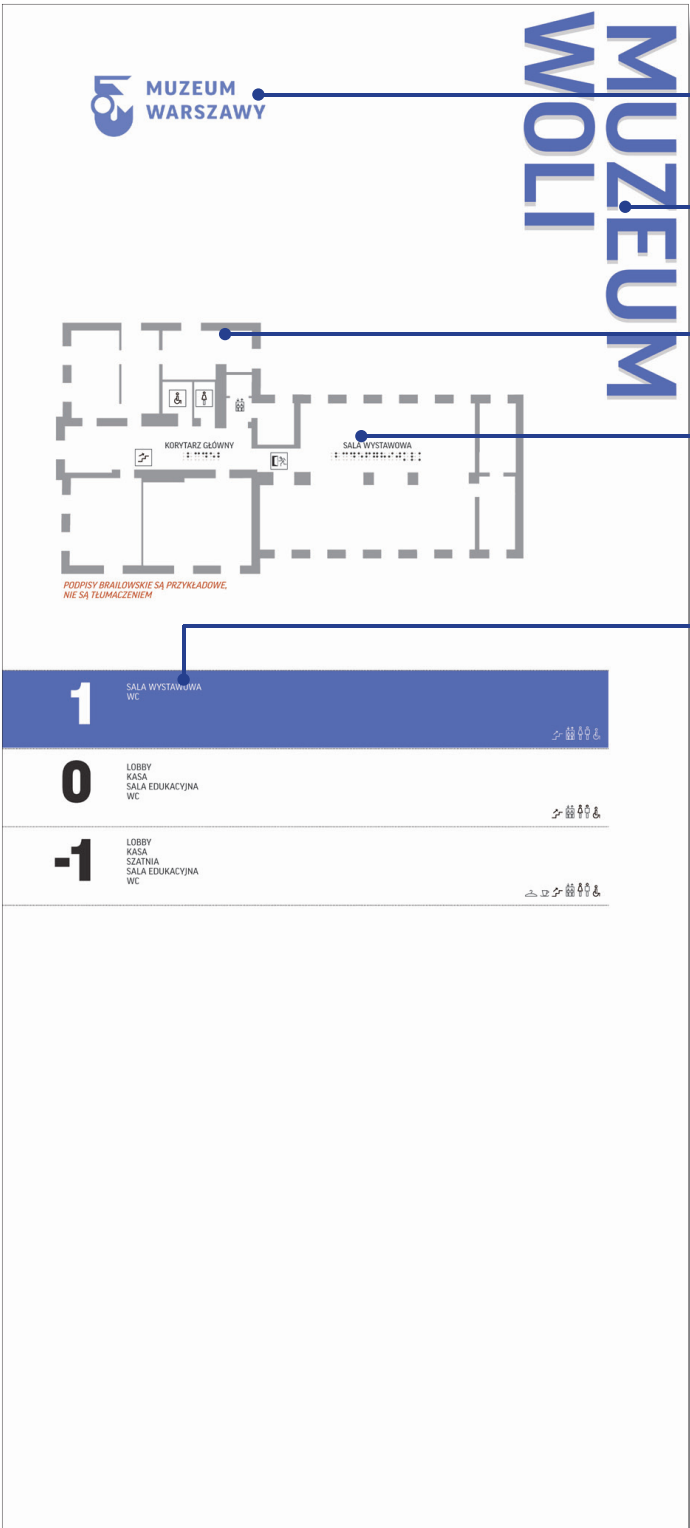 MUZEUM
WARSZAWY
MUZEUM
WOLI
KORYTARZ GŁÓWNY
SALA WYSTAWOWA
PODPISY BRAILOWSKIE SĄ PRZYKŁADOWE,
NIE SĄ TŁUMACZENIEM
1
SALA WYSTAWOWA
WC
0
LOBBY
KASA
SALA EDUKACYJNA
WC
-1
LOBBY
KASA
SZATNIA
SALA EDUKACYJNA
WC